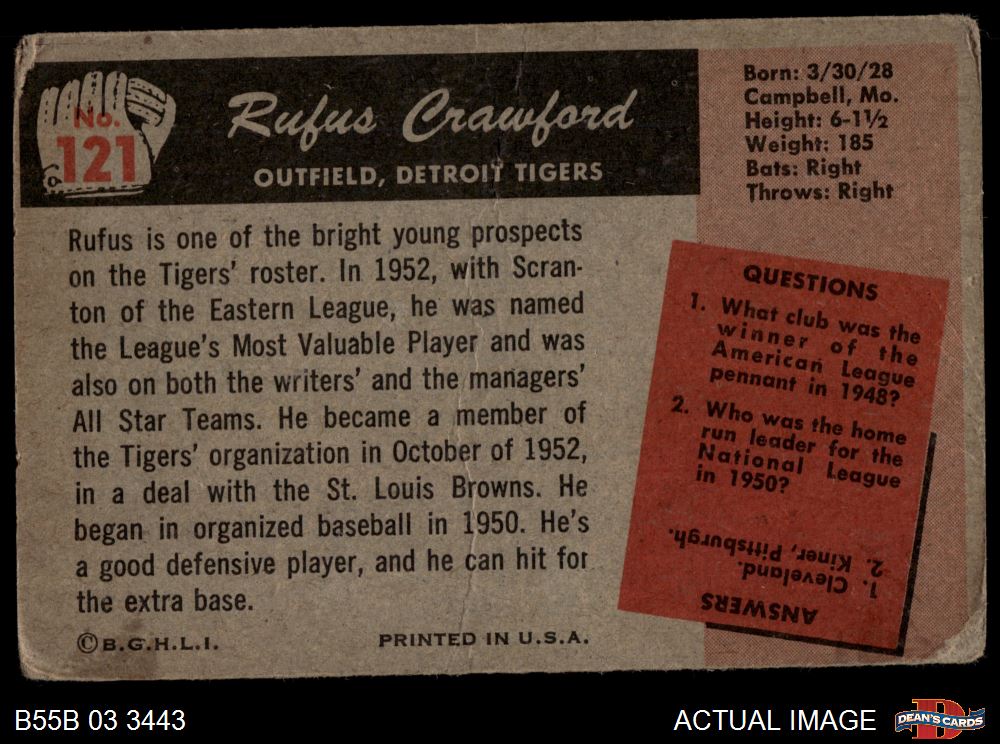 No.
121
Rufus Crawford
OUTFIELD, DETROIT TIGERS
Born: 3/30/28
Campbell, Mo.
Height: 6-1½
Weight: 185
Bats: Right
Throws: Right
Rufus is one of the bright young prospects
on the Tigers' roster. In 1952, with Scran-
ton of the Eastern League, he was named
the League's Most Valuable Player and was
also on both the writers' and the managers'
All Star Teams. He became a member of
the Tigers' organization in October of 1952,
in a deal with the St. Louis Browns. He
began in organized baseball in 1950. He's
a good defensive player, and he can hit for
the extra base.
©B.G.H.L.I.
PRINTED IN U.S.A.
QUESTIONS
1. What club was the
winner of the
American League
pennant in 1948?
2. Who was the home
run leader for the
National League
in 1950?
ANSWERS
1. Cleveland.
2. Kiner, Pittsburgh.
B55B 03 3443
ACTUAL IMAGE
DEAN'S CARDS